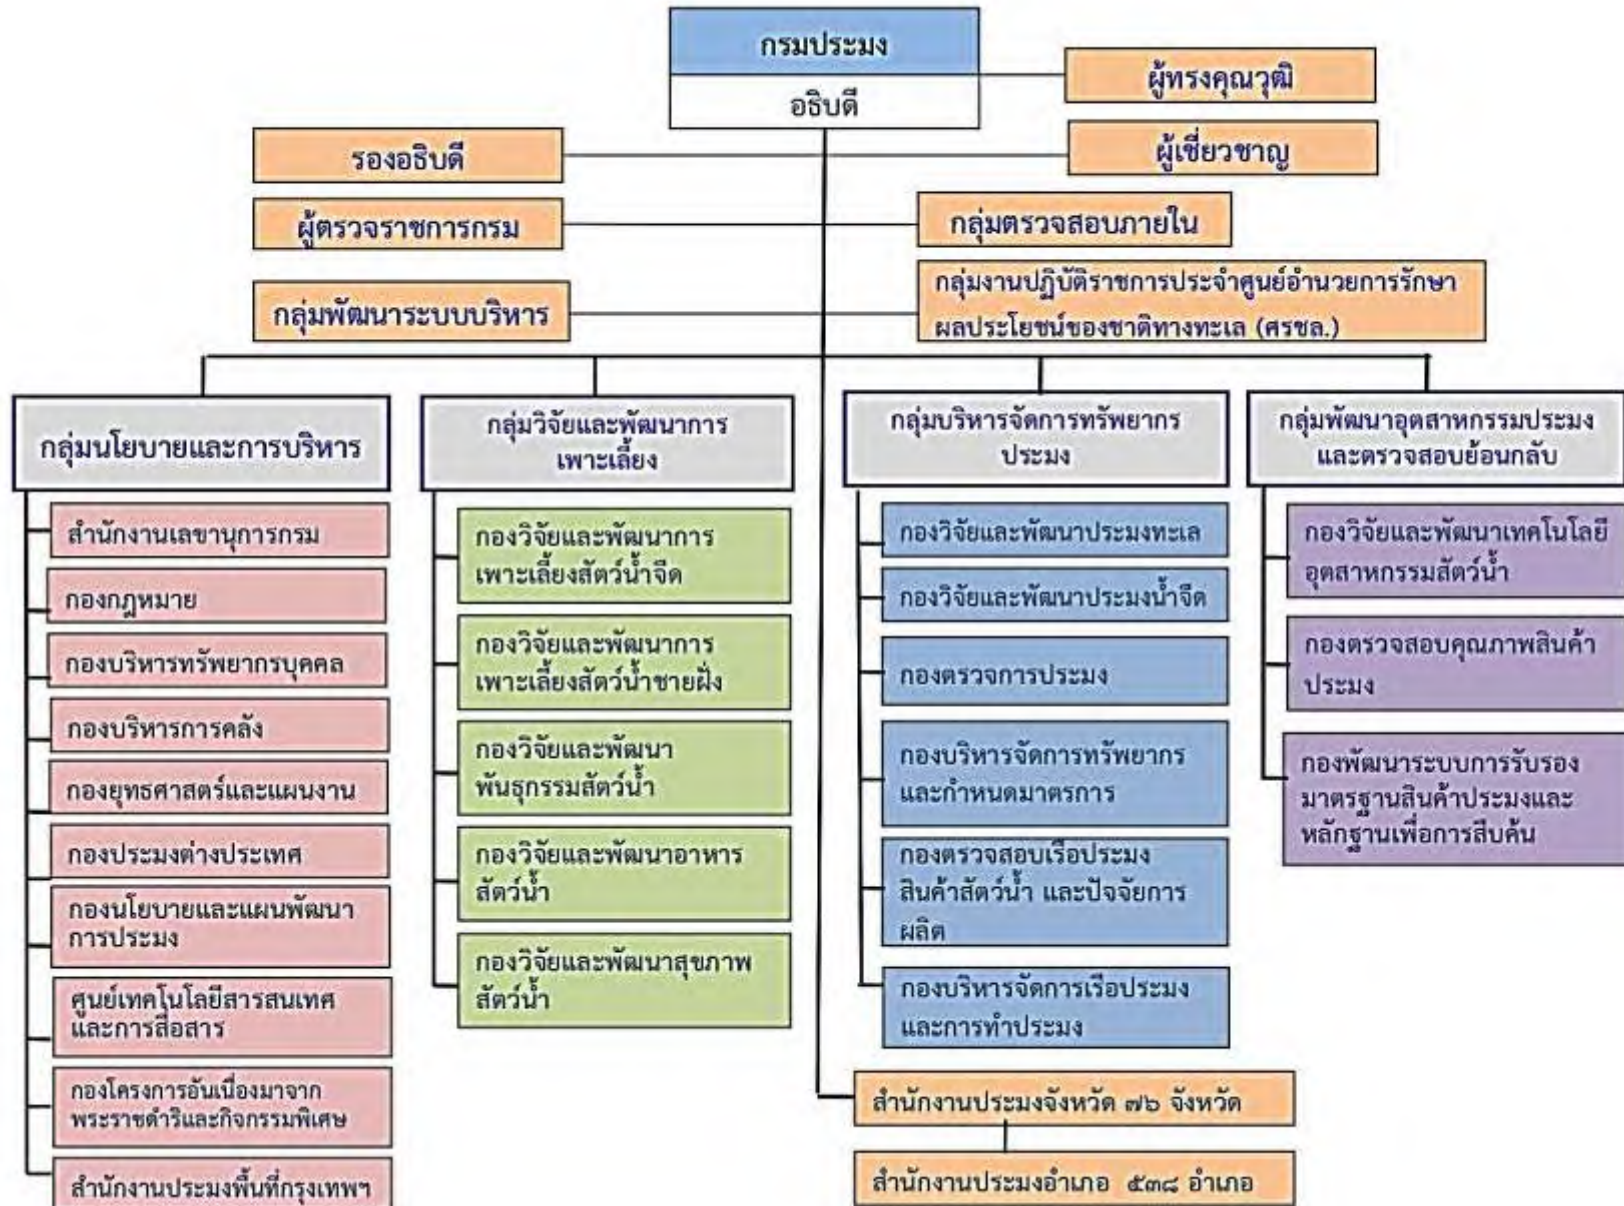 กรมประมง
อธิบดี
ผู้ทรงคุณวุฒิ
รองอธิบดี
ผู้เชี่ยวชาญ
ผู้ตรวจราชการกรม
กลุ่มตรวจสอบภายใน
กลุ่มพัฒนาระบบบริหาร
กลุ่มงานปฏิบัติราชการประจำศูนย์อำนวยการรักษา
ผลประโยชน์ของชาติทางทะเล (ศรชล.)
กลุ่มนโยบายและการบริหาร
สำนักงานเลขานุการกรม
กองกฎหมาย
กองบริหารทรัพยากรบุคคล
กองบริหารการคลัง
กองยุทธศาสตร์และแผนงาน
กองประมงต่างประเทศ
กองนโยบายและแผนพัฒนา
การประมง
ศูนย์เทคโนโลยีสารสนเทศ
และการสื่อสาร
กองโครงการอันเนื่องมาจาก
พระราชดำริและกิจกรรมพิเศษ
สำนักงานประมงพื้นที่กรุงเทพฯ
กลุ่มวิจัยและพัฒนาการ
เพาะเลี้ยง
กองวิจัยและพัฒนาการ
เพาะเลี้ยงสัตว์น้ำจืด
กองวิจัยและพัฒนาการ
เพาะเลี้ยงสัตว์น้ำชายฝั่ง
กองวิจัยและพัฒนา
พันธุกรรมสัตว์น้ำ
กองวิจัยและพัฒนาอาหาร
สัตว์น้ำ
กองวิจัยและพัฒนาสุขภาพ
สัตว์น้ำ
กลุ่มบริหารจัดการทรัพยากร
ประมง
กองวิจัยและพัฒนาประมงทะเล
กองวิจัยและพัฒนาประมงน้ำจืด
กองตรวจการประมง
กองบริหารจัดการทรัพยากร
และกำหนดมาตรการ
กองตรวจสอบเรือประมง
สินค้าสัตว์น้ำ และปัจจัยการ
ผลิต
กองบริหารจัดการเรือประมง
และการทำประมง
กลุ่มพัฒนาอุตสาหกรรมประมง
และตรวจสอบย้อนกลับ
กองวิจัยและพัฒนาเทคโนโลยี
อุตสาหกรรมสัตว์น้ำ
กองตรวจสอบคุณภาพสินค้า
ประมง
กองพัฒนาระบบการรับรอง
มาตรฐานสินค้าประมงและ
หลักฐานเพื่อการสืบค้น
สำนักงานประมงจังหวัด ๗๖ จังหวัด
สำนักงานประมงอำเภอ ๕๓๘ อำเภอ